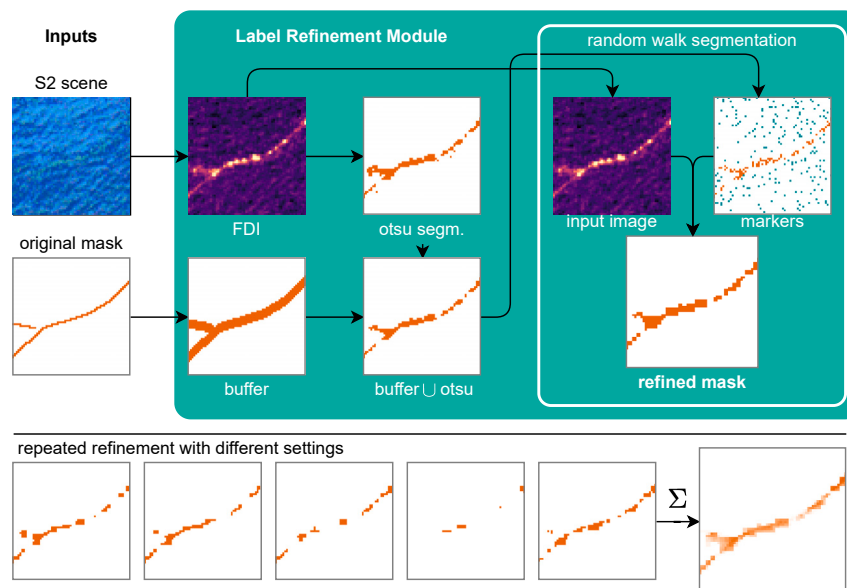 Inputs
Label Refinement Module
random walk segmentation
S2 scene
FDI
otsu segm.
input image
markers
original mask
buffer
buffer ∪ otsu
refined mask
repeated refinement with different settings
Σ